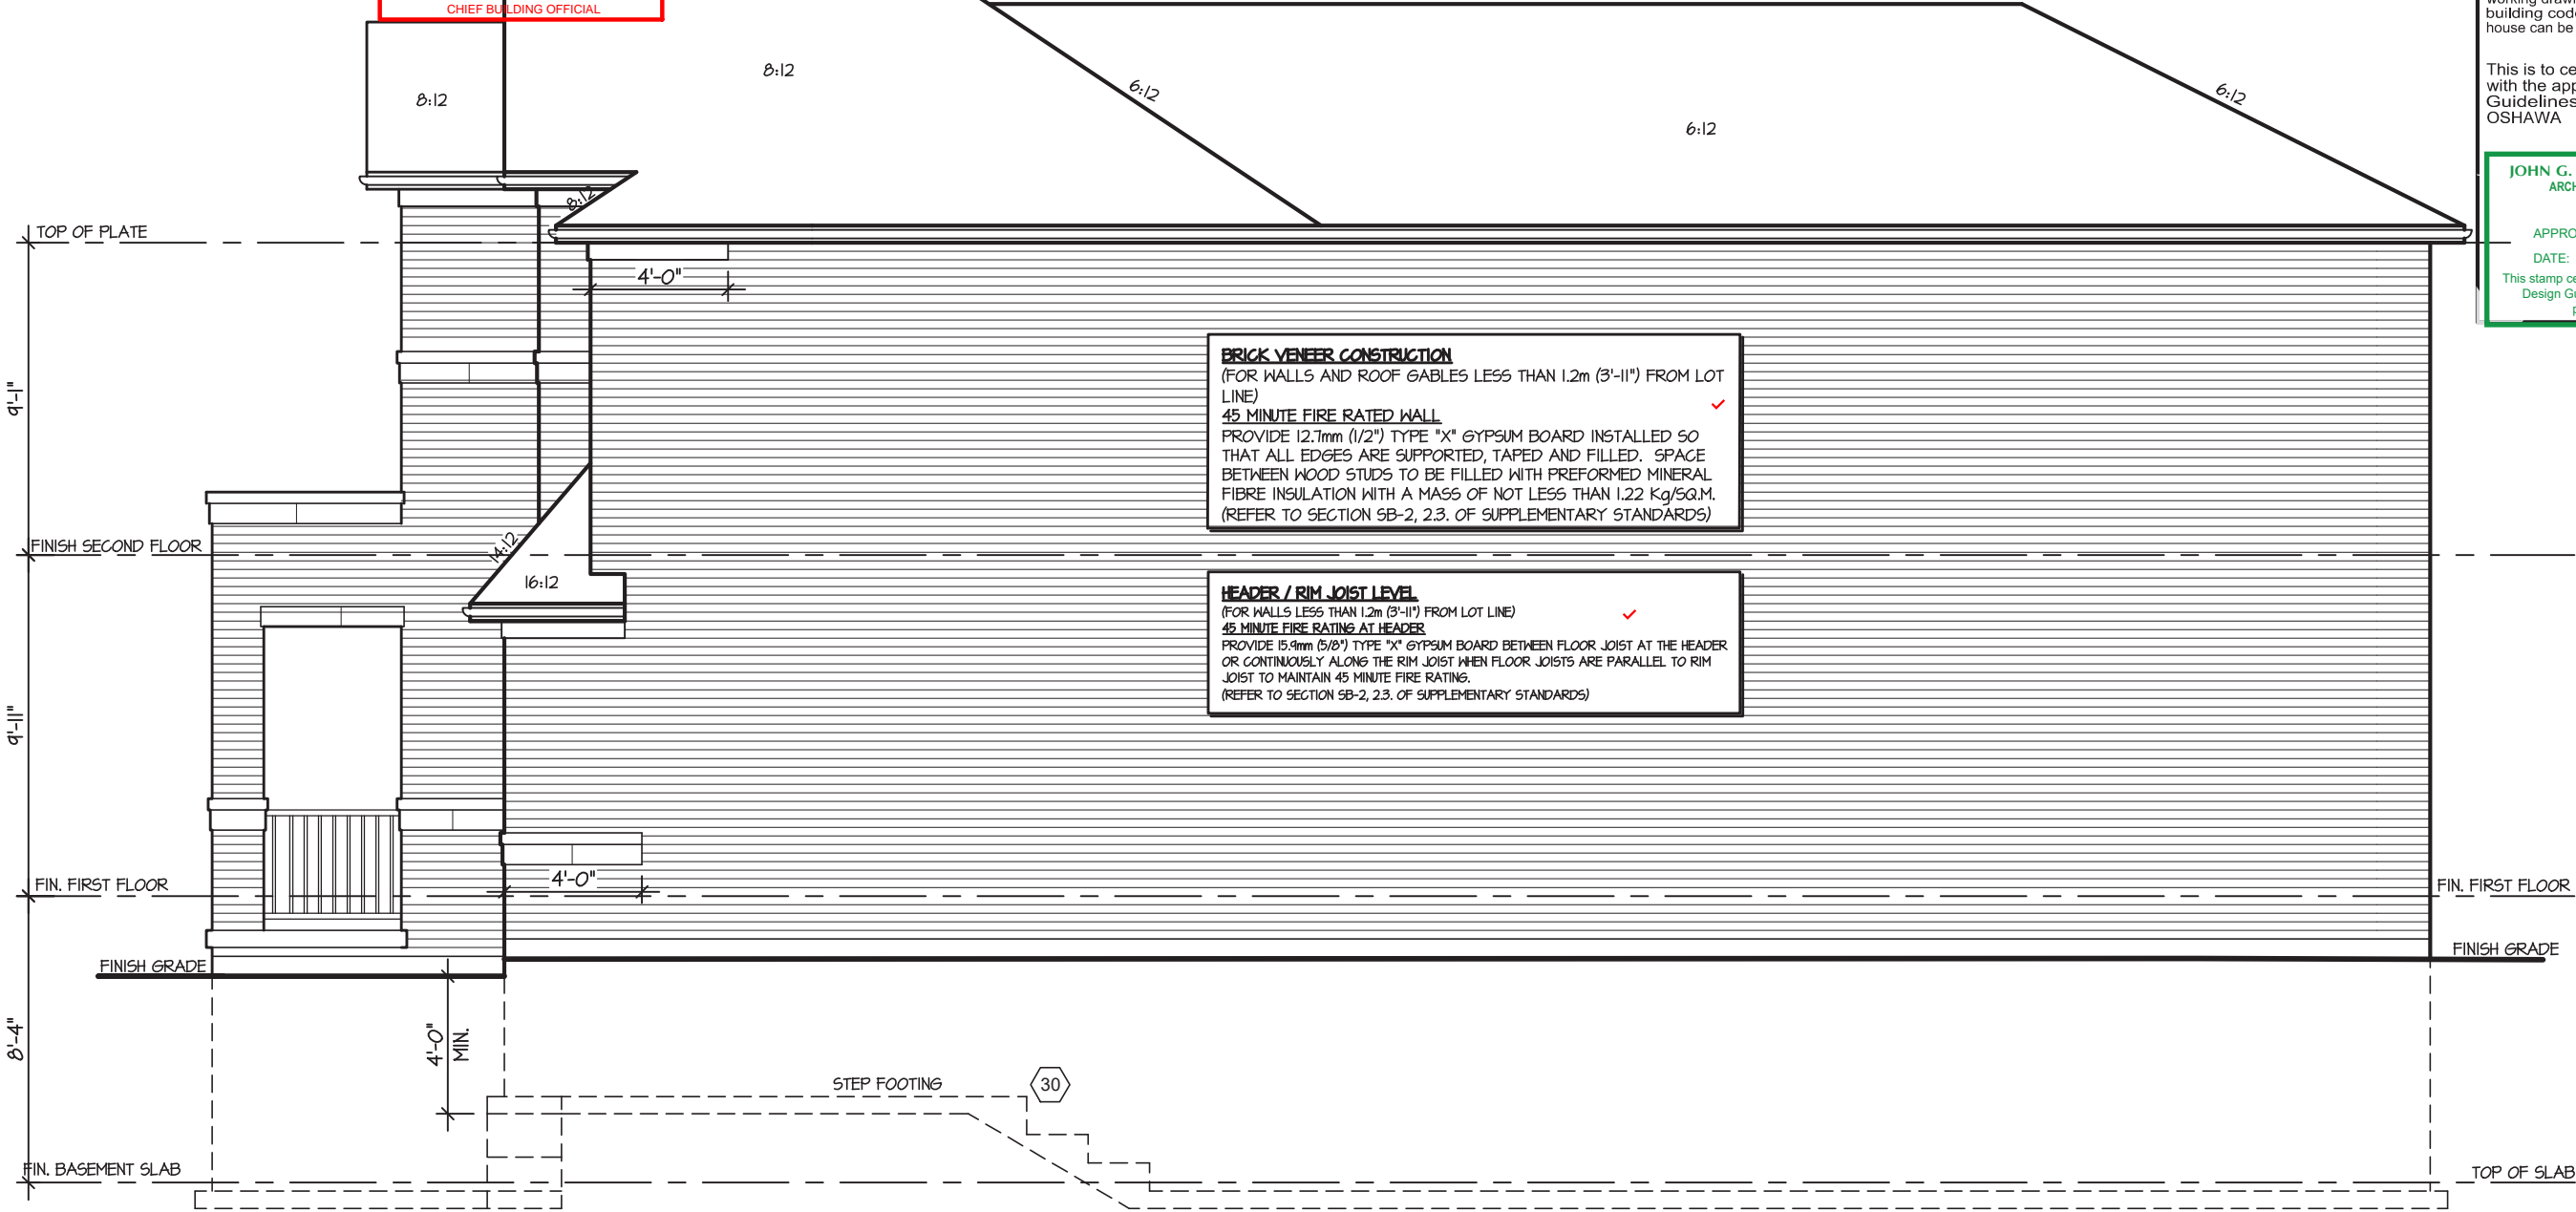 CHIEF BUILDING OFFICIAL
building cod
house can be
This is to ce
with the app
Guidelines
OSHAWA
JOHN G.
ARCH
APPRO
DATE:
This stamp ce
Design Gu
8:12
8:12
6:12
6:12
6:12
8:12
TOP OF PLATE
4'-0"
9'-1"
BRICK VENEER CONSTRUCTION
(FOR WALLS AND ROOF GABLES LESS THAN 1.2m (3'-11") FROM LOT
LINE)
45 MINUTE FIRE RATED WALL
PROVIDE 12.7mm (1/2") TYPE "X" GYPSUM BOARD INSTALLED SO
THAT ALL EDGES ARE SUPPORTED, TAPED AND FILLED. SPACE
BETWEEN WOOD STUDS TO BE FILLED WITH PREFORMED MINERAL
FIBRE INSULATION WITH A MASS OF NOT LESS THAN 1.22 Kg/SQ.M.
(REFER TO SECTION SB-2, 2.3. OF SUPPLEMENTARY STANDARDS)
FINISH SECOND FLOOR
14:12
16:12
HEADER / RIM JOIST LEVEL
(FOR WALLS LESS THAN 1.2m (3'-11") FROM LOT LINE)
45 MINUTE FIRE RATING AT HEADER
PROVIDE 15.9mm (5/8") TYPE "X" GYPSUM BOARD BETWEEN FLOOR JOIST AT THE HEADER
OR CONTINUOUSLY ALONG THE RIM JOIST WHEN FLOOR JOISTS ARE PARALLEL TO RIM
JOIST TO MAINTAIN 45 MINUTE FIRE RATING.
(REFER TO SECTION SB-2, 2.3. OF SUPPLEMENTARY STANDARDS)
9'-11"
4'-0"
FIN. FIRST FLOOR
FIN. FIRST FLOOR
FINISH GRADE
FINISH GRADE
8'-4"
4'-0"
MIN.
STEP FOOTING
30
FIN. BASEMENT SLAB
TOP OF SLAB